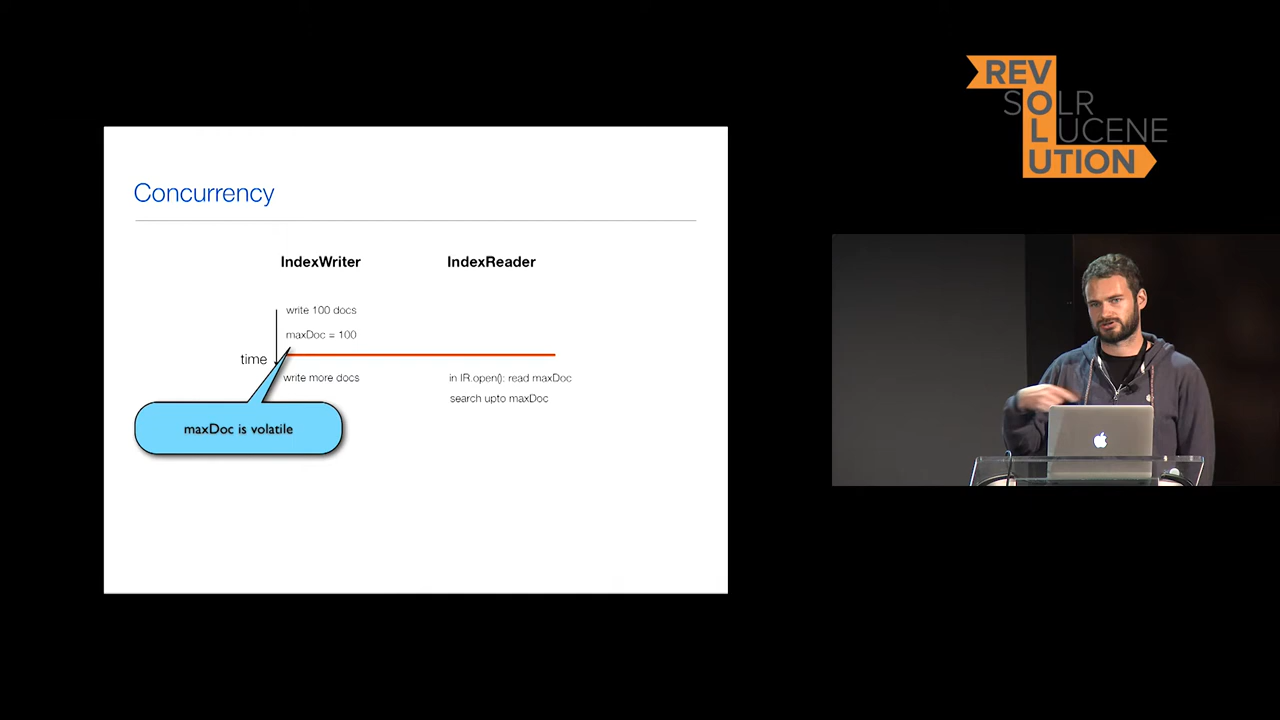 Concurrency
IndexWriter
IndexReader
write 100 docs
maxDoc = 100
time
write more docs
in IR.open(): read maxDoc
search upto maxDoc
maxDoc is volatile
REV
SOLR
LUCENE
UTION